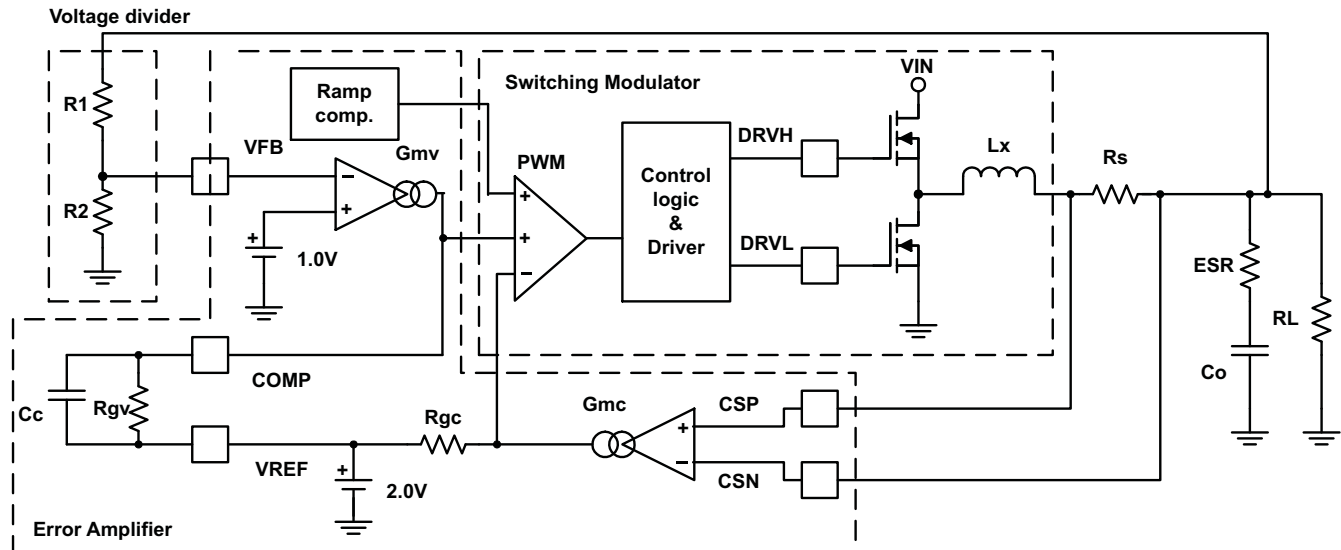 Voltage divider
R1
R2
VFB
Ramp
comp.
Gmv
1.0V
Switching Modulator
PWM
Control
logic
&
Driver
DRVH
DRVL
VIN
Lx
Rs
ESR
Co
RL
COMP
Cc
Rgv
VREF
Rgc
2.0V
Gmc
CSP
CSN
Error Amplifier
+
−
+
+
+
−
+
+
−